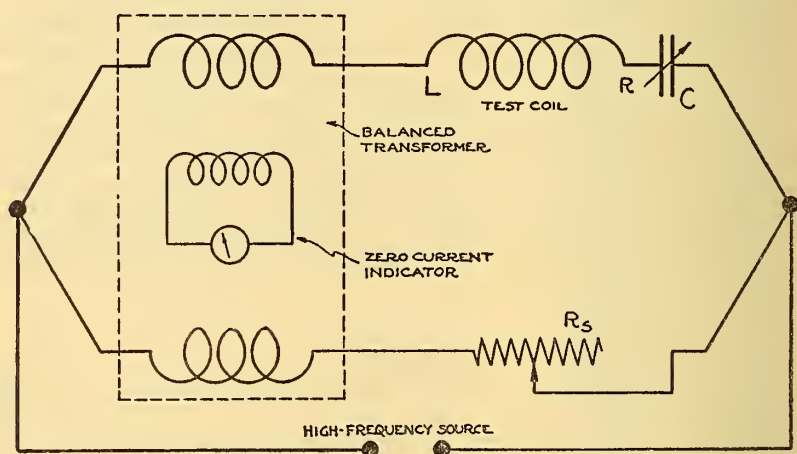 L
R
C
TEST COIL
BALANCED
TRANSFORMER
ZERO CURRENT
INDICATOR
Rs
HIGH-FREQUENCY SOURCE